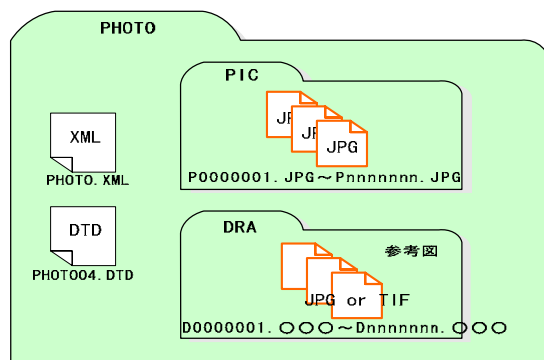 PHOTO
XML
PHOTO.XML
DTD
PHOTO04.DTD
PIC
JPG
JPG
JPG
P0000001.JPG～Pnnnnnnn.JPG
DRA
参考図
JPG or TIF
D0000001.○○○～Dnnnnnnn.○○○